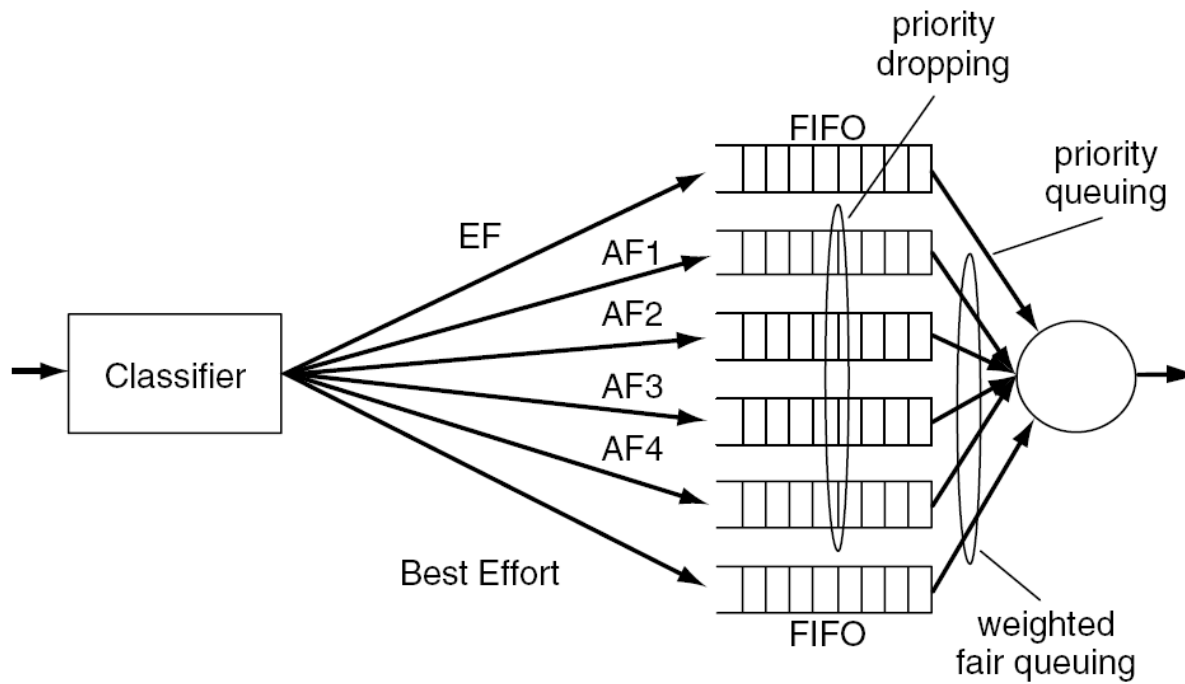 priority
dropping
FIFO
priority
queuing
EF
AF1
AF2
Classifier
AF3
AF4
Best Effort
FIFO
weighted
fair queuing